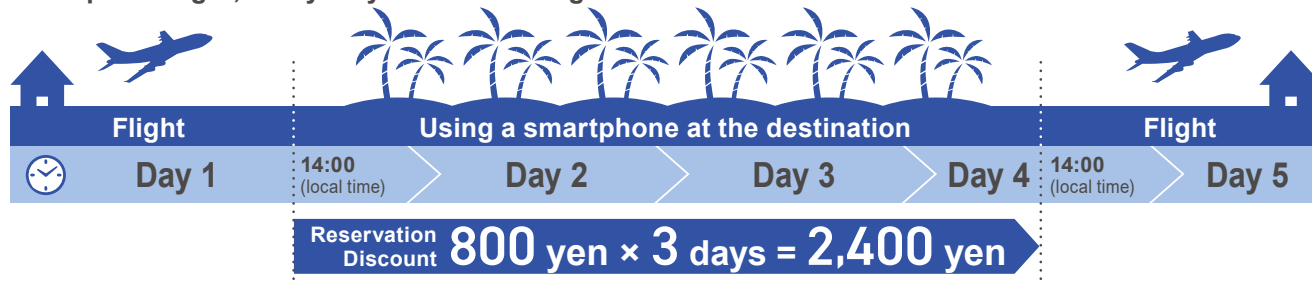 Flight
Using a smartphone at the destination
Flight
Day 1
14:00
(local time)
Day 2
Day 3
Day 4
14:00
(local time)
Day 5
Reservation
Discount
800 yen × 3 days = 2,400 yen